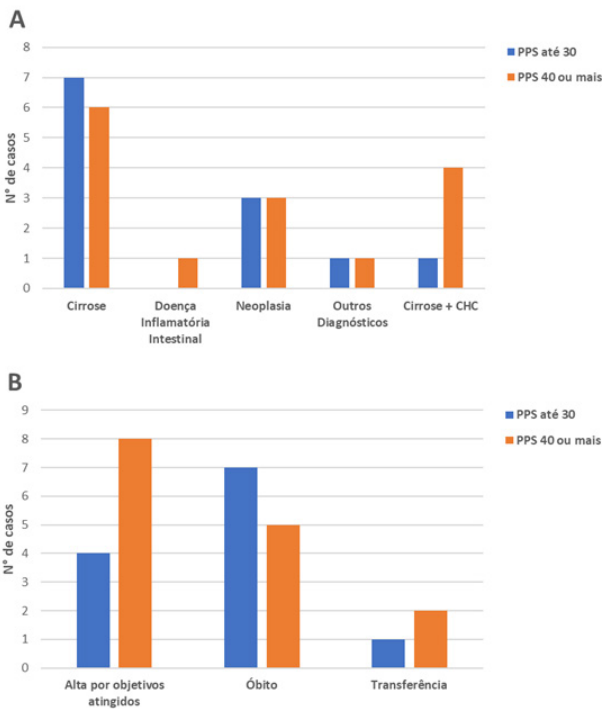 A
8
7
6
5
4
3
2
1
0
N° de casos
Cirrose
Doença
Inflamatória
Intestinal
Neoplasia
Outros
Diagnósticos
Cirrose + CHC
PPS até 30
PPS 40 ou mais
B
9
8
7
6
5
4
3
2
1
0
N° de casos
Alta por objetivos
atingidos
Óbito
Transferência
PPS até 30
PPS 40 ou mais